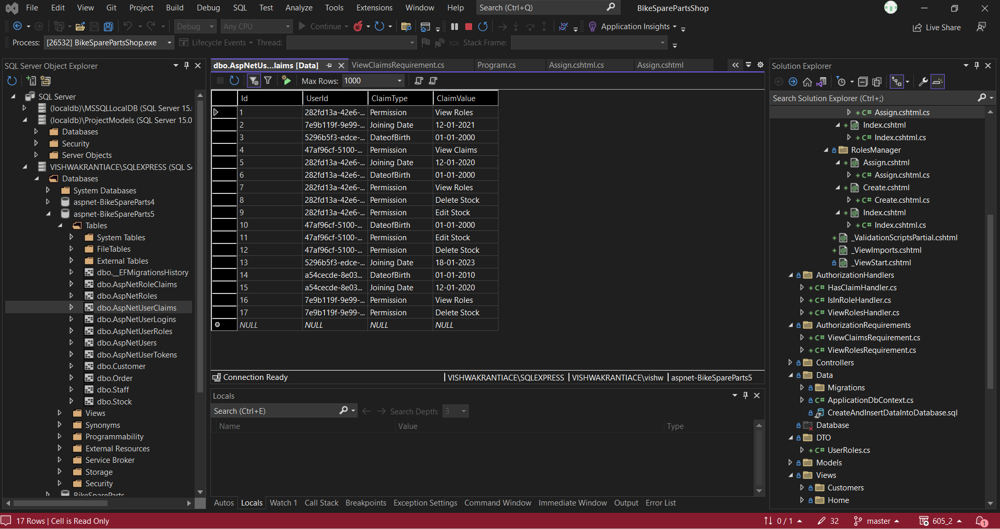 File Edit View Git Project Build Debug SQL Test Analyze Tools Extensions Window Help Search (Ctrl+Q) BikeSparePartsShop
Debug Any CPU Continue Application Insights Live Share
Process: [26532] BikeSparePartsShop.exe Lifecycle Events Thread: Stack Frame:
SQL Server Object Explorer
SQL Server
(localdb)\MSSQLLocalDB (SQL Server 15.
(localdb)\ProjectModels (SQL Server 15.0
Databases
Security
Server Objects
VISHWAKRANTIACE\SQLEXPRESS (SQL Se
Databases
System Databases
aspnet-BikeSpareParts4
aspnet-BikeSpareParts5
Tables
System Tables
FileTables
External Tables
dbo.__EFMigrationsHistory
dbo.AspNetRoleClaims
dbo.AspNetRoles
dbo.AspNetUserClaims
dbo.AspNetUserLogins
dbo.AspNetUserRoles
dbo.AspNetUsers
dbo.AspNetUserTokens
dbo.Customer
dbo.Order
dbo.Staff
dbo.Stock
Views
Synonyms
Programmability
External Resources
Service Broker
Storage
Security
BikeSpareParts
dbo.AspNetUs...laims [Data] ViewClaimsRequirement.cs Program.cs Assign.cshtml.cs Assign.cshtml
Max Rows: 1000
Id UserId ClaimType ClaimValue
1 282fd13a-42e6-... Permission View Roles
2 7e9b119f-9e99-... Joining Date 12-01-2021
3 5296b5f3-edce-... DateofBirth 01-01-2000
4 47af96cf-5100-... Permission View Claims
5 282fd13a-42e6-... Joining Date 12-01-2020
6 282fd13a-42e6-... DateofBirth 01-01-2000
7 282fd13a-42e6-... Permission View Roles
8 282fd13a-42e6-... Permission Delete Stock
9 282fd13a-42e6-... Permission Edit Stock
10 47af96cf-5100-... DateofBirth 01-01-2000
11 47af96cf-5100-... Permission Edit Stock
12 47af96cf-5100-... Permission Delete Stock
13 5296b5f3-edce-... Joining Date 18-01-2023
14 a54cecde-8e03... DateofBirth 01-01-2010
15 a54cecde-8e03... Joining Date 12-01-2020
16 7e9b119f-9e99-... Permission View Roles
17 7e9b119f-9e99-... Permission Delete Stock
NULL NULL NULL NULL
Connection Ready VISHWAKRANTIACE\SQLEXPRESS VISHWAKRANTIACE\vishw aspnet-BikeSpareParts5
Locals
Search (Ctrl+E) Search Depth: 3
Name Value Type
Autos Locals Watch 1 Call Stack Breakpoints Exception Settings Command Window Immediate Window Output Error List
Solution Explorer
Search Solution Explorer (Ctrl+;)
C# Assign.cshtml.cs
Index.cshtml
C# Index.cshtml.cs
RolesManager
Assign.cshtml
C# Assign.cshtml.cs
Create.cshtml
C# Create.cshtml.cs
Index.cshtml
C# Index.cshtml.cs
_ValidationScriptsPartial.cshtml
_ViewImports.cshtml
_ViewStart.cshtml
AuthorizationHandlers
C# HasClaimHandler.cs
C# IsInRoleHandler.cs
C# ViewRolesHandler.cs
AuthorizationRequirements
C# ViewClaimsRequirement.cs
C# ViewRolesRequirement.cs
Controllers
Data
Migrations
C# ApplicationDbContext.cs
CreateAndInsertDataIntoDatabase.sql
Database
DTO
C# UserRoles.cs
Models
Views
Customers
Home
17 Rows | Cell is Read Only 0 / 1 32 master 605_2 1